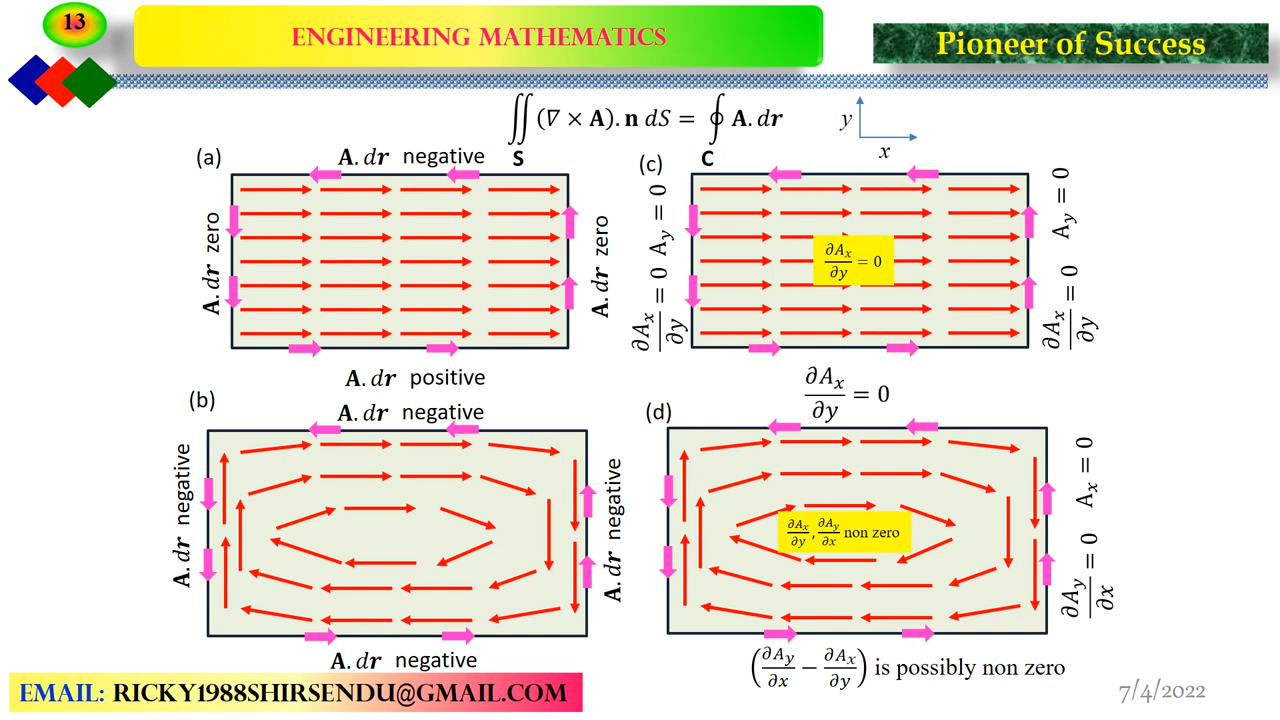 13
ENGINEERING MATHEMATICS
Pioneer of Success
∬ (∇ × A). n dS = ∮ A. dr
S
C
y
x
(a)
A. dr negative
A. dr zero
A. dr zero
A. dr positive
(c)
∂Ax/∂y = 0 Ay = 0
∂Ax/∂y = 0
∂Ax/∂y = 0 Ay = 0
∂Ax/∂y = 0
(b)
A. dr negative
A. dr negative
A. dr negative
A. dr negative
(d)
∂Ax/∂y, ∂Ay/∂x non zero
∂Ay/∂x = 0 Ax = 0
(∂Ay/∂x − ∂Ax/∂y) is possibly non zero
EMAIL: RICKY1988SHIRSENDU@GMAIL.COM
7/4/2022